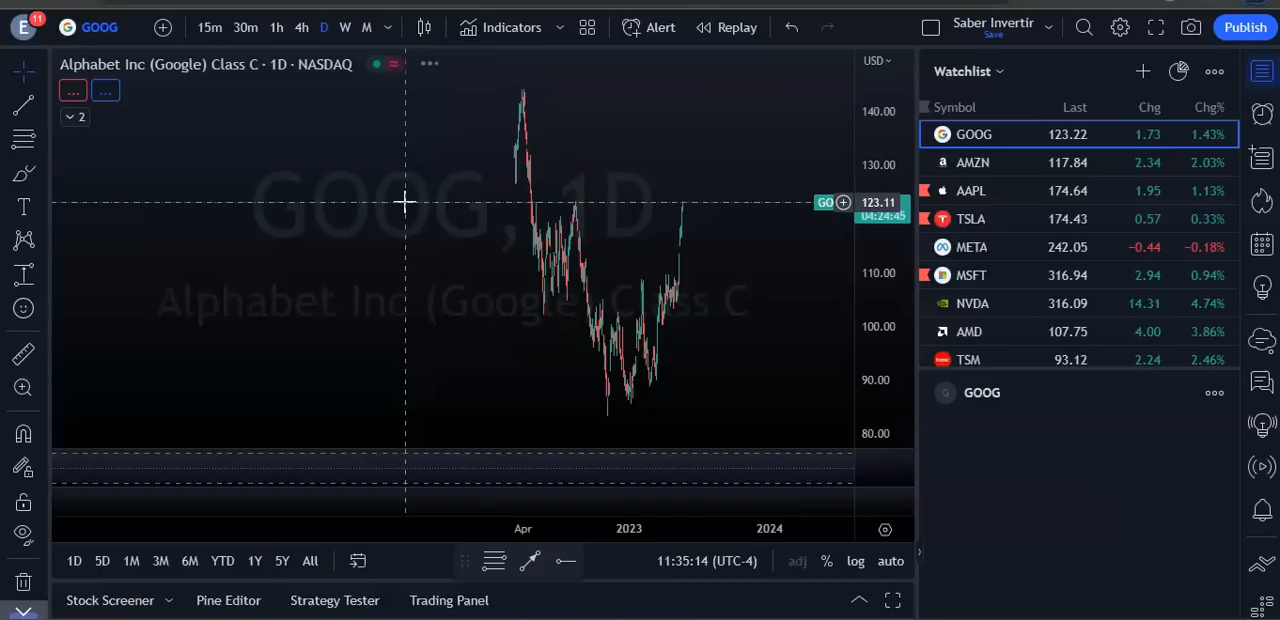 E 11 GOOG 15m 30m 1h 4h D W M Indicators Alert Replay Saber Invertir Save Publish
Alphabet Inc (Google) Class C · 1D · NASDAQ
... ...
2
GOOG, 1D
Alphabet Inc (Google) Class C
USD
140.00
130.00
GO 123.11
04:24:45
110.00
100.00
90.00
80.00
Apr 2023 2024
1D 5D 1M 3M 6M YTD 1Y 5Y All 11:35:14 (UTC-4) adj % log auto
Stock Screener Pine Editor Strategy Tester Trading Panel
Watchlist
Symbol Last Chg Chg%
GOOG 123.22 1.73 1.43%
AMZN 117.84 2.34 2.03%
AAPL 174.64 1.95 1.13%
TSLA 174.43 0.57 0.33%
META 242.05 −0.44 −0.18%
MSFT 316.94 2.94 0.94%
NVDA 316.09 14.31 4.74%
AMD 107.75 4.00 3.86%
TSM 93.12 2.24 2.46%
G GOOG